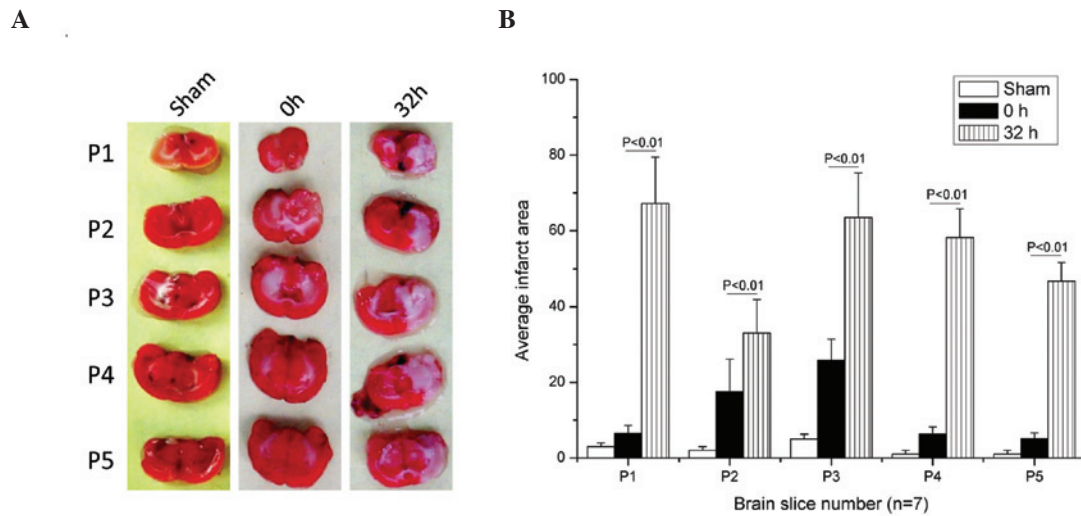 A
B
Sham
0h
32h
P1
P2
P3
P4
P5
100
80
60
40
20
0
Average infarct area
Sham
0 h
32 h
P<0.01
P<0.01
P<0.01
P<0.01
P<0.01
P1
P2
P3
P4
P5
Brain slice number (n=7)